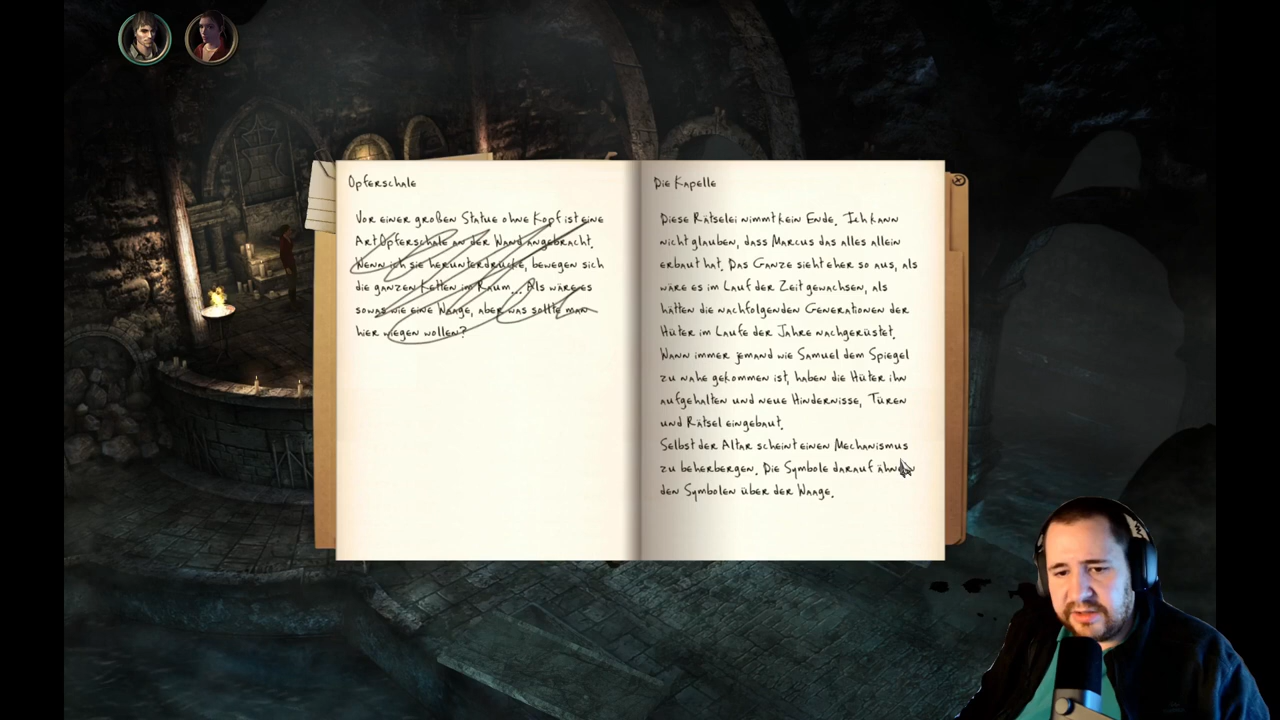 Opferschale
Vor einer großen Statue ohne Kopf ist eine
Art Opferschale an der Wand angebracht.
Wenn ich sie herunterdrücke, bewegen sich
die ganzen Ketten im Raum... Als wäre es
sowas wie eine Waage, aber was sollte man
hier wiegen wollen?
Die Kapelle
Diese Rätselei nimmt kein Ende. Ich kann
nicht glauben, dass Marcus das alles allein
erbaut hat. Das Ganze sieht eher so aus, als
wäre es im Lauf der Zeit gewachsen, als
hätten die nachfolgenden Generationen der
Hüter im Laufe der Jahre nachgerüstet.
Wann immer jemand wie Samuel dem Spiegel
zu nahe gekommen ist, haben die Hüter ihn
aufgehalten und neue Hindernisse, Türen
und Rätsel eingebaut.
Selbst der Altar scheint einen Mechanismus
zu beherbergen. Die Symbole darauf ähneln
den Symbolen über der Waage.